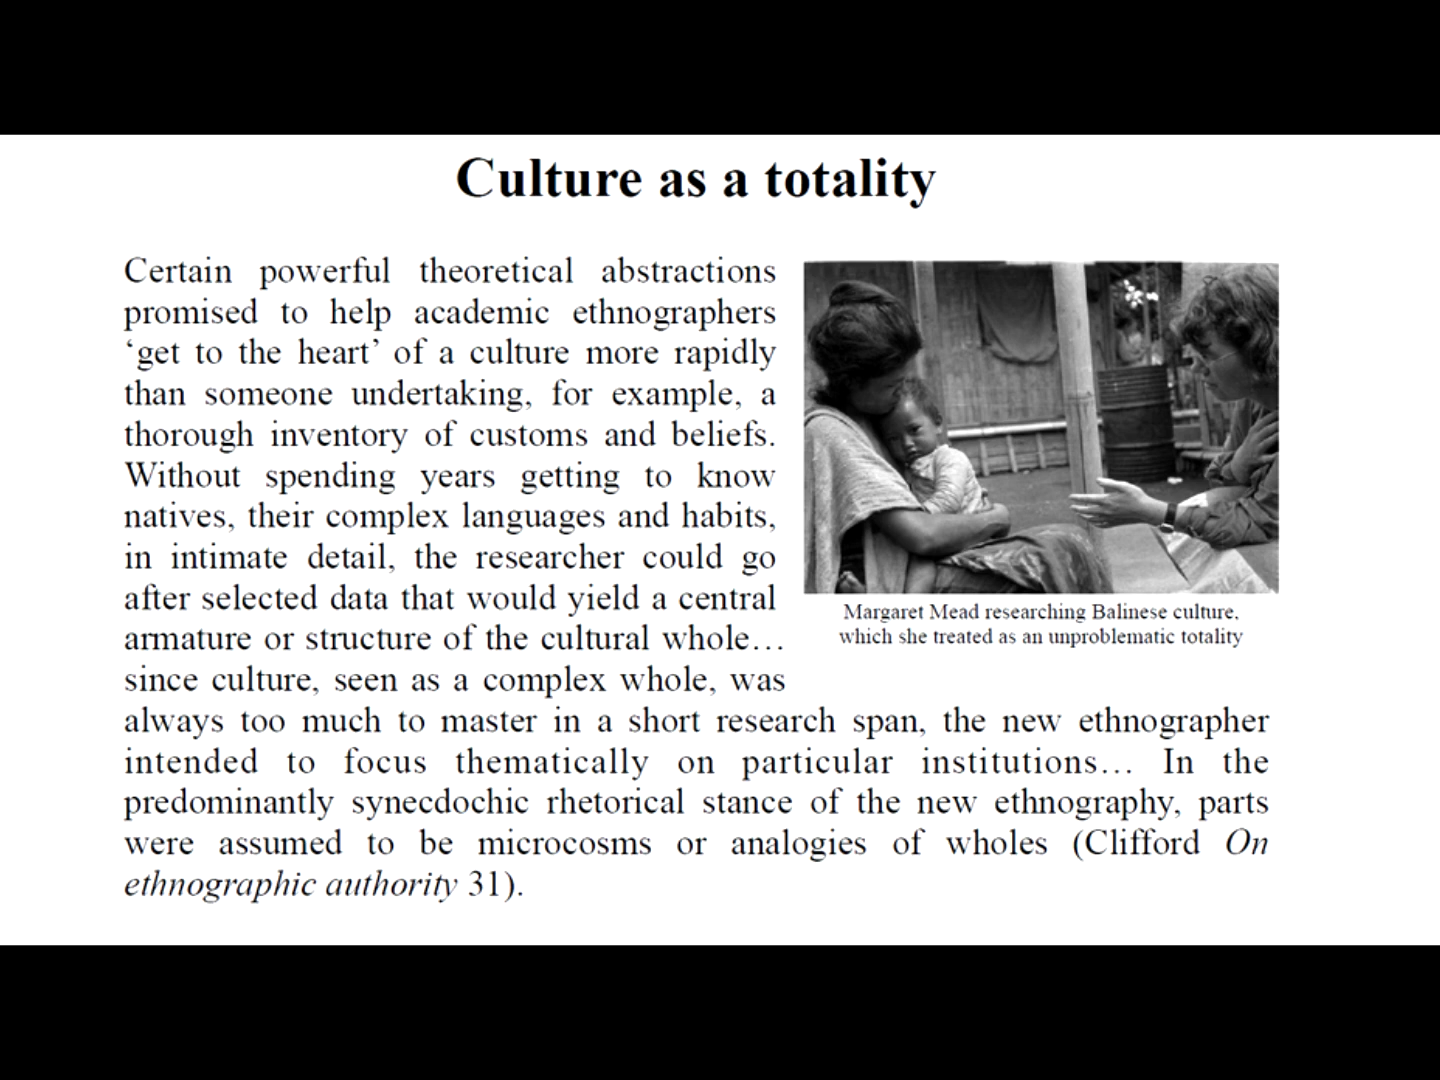 Culture as a totality
Certain powerful theoretical abstractions
promised to help academic ethnographers
‘get to the heart’ of a culture more rapidly
than someone undertaking, for example, a
thorough inventory of customs and beliefs.
Without spending years getting to know
natives, their complex languages and habits,
in intimate detail, the researcher could go
after selected data that would yield a central
armature or structure of the cultural whole…
since culture, seen as a complex whole, was
always too much to master in a short research span, the new ethnographer
intended to focus thematically on particular institutions… In the
predominantly synecdochic rhetorical stance of the new ethnography, parts
were assumed to be microcosms or analogies of wholes (Clifford On
ethnographic authority 31).
Margaret Mead researching Balinese culture,
which she treated as an unproblematic totality